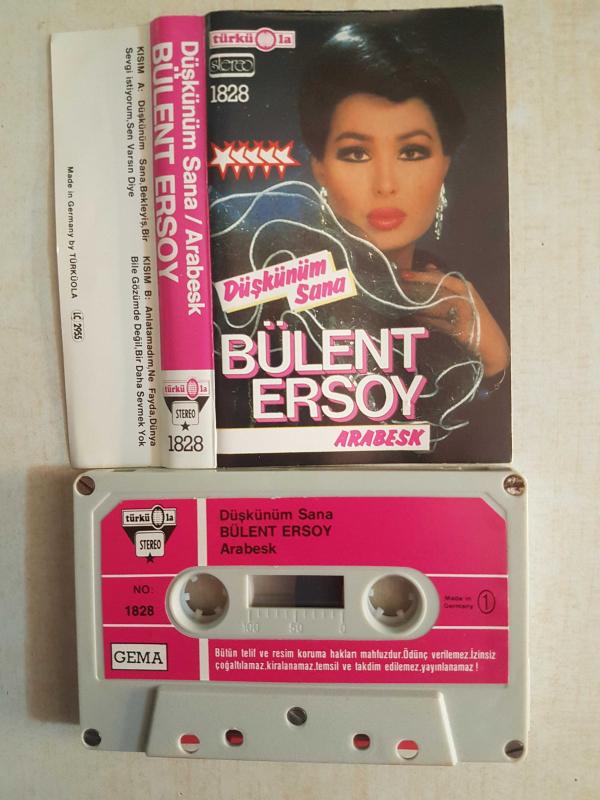 KISIM A: Düşkünüm Sana,Bekleyiş,Bir
Sevgi istiyorum,Sen Varsın Diye
KISIM B: Anlatamadım,Ne Fayda,Dünya
Bile Gözümde Değil,Bir Daha Sevmek Yok
Made in Germany by TÜRKÜOLA
LC 2955
Düşkünüm Sana/Arabesk
BÜLENT ERSOY
türkü la
STEREO
1828
türkü la
stereo
1828
Düşkünüm
Sana
BÜLENT
ERSOY
ARABESK
türkü la
STEREO
Düşkünüm Sana
BÜLENT ERSOY
Arabesk
NO:
1828
100 50 0
Made in
Germany
1
GEMA
Bütün telif ve resim koruma hakları mahfuzdur.Ödünç verilemez.İzinsiz
çoğaltılamaz,kiralanamaz,temsil ve takdim edilemez,yayınlanamaz!